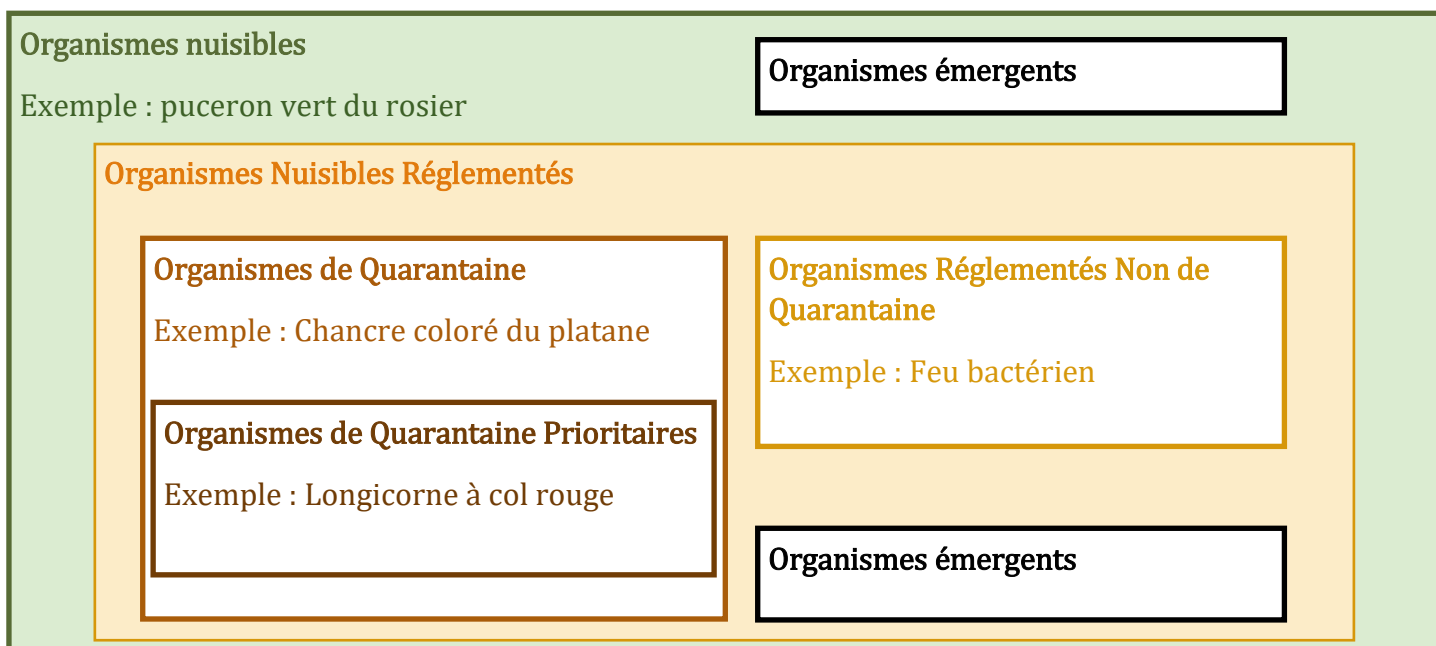 Organismes nuisibles
Exemple : puceron vert du rosier
Organismes émergents
Organismes Nuisibles Réglementés
Organismes de Quarantaine
Exemple : Chancre coloré du platane
Organismes de Quarantaine Prioritaires
Exemple : Longicorne à col rouge
Organismes Réglementés Non de
Quarantaine
Exemple : Feu bactérien
Organismes émergents